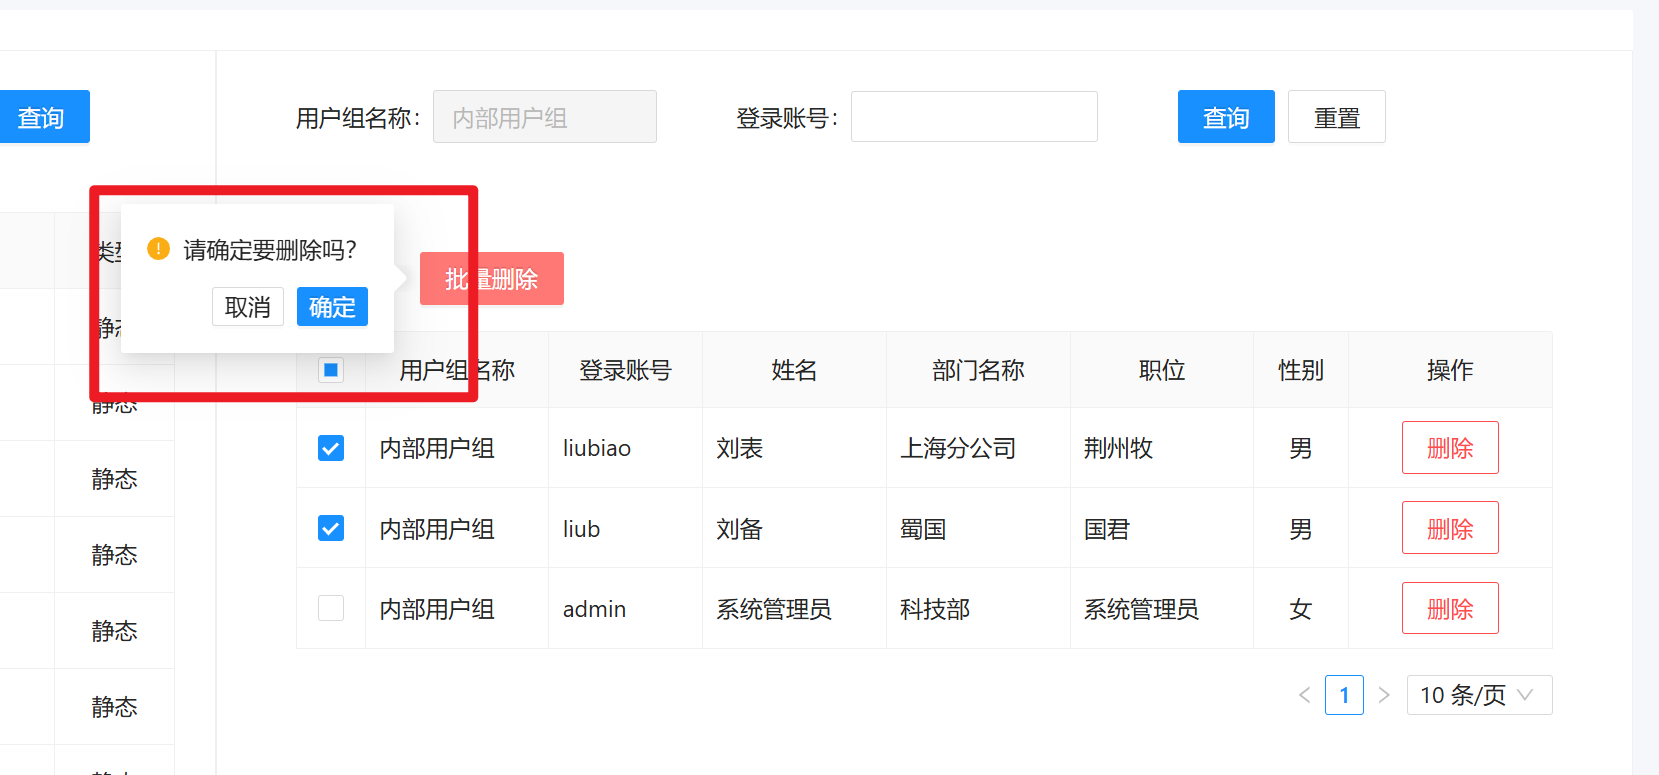 查询
用户组名称:
内部用户组
登录账号:
查询
重置
类型
请确定要删除吗?
取消
确定
批量删除
静态
静态
静态
静态
静态
静态
用户组名称 登录账号 姓名 部门名称 职位 性别 操作
内部用户组 liubiao 刘表 上海分公司 荆州牧 男 删除
内部用户组 liub 刘备 蜀国 国君 男 删除
内部用户组 admin 系统管理员 科技部 系统管理员 女 删除
< 1 > 10 条/页